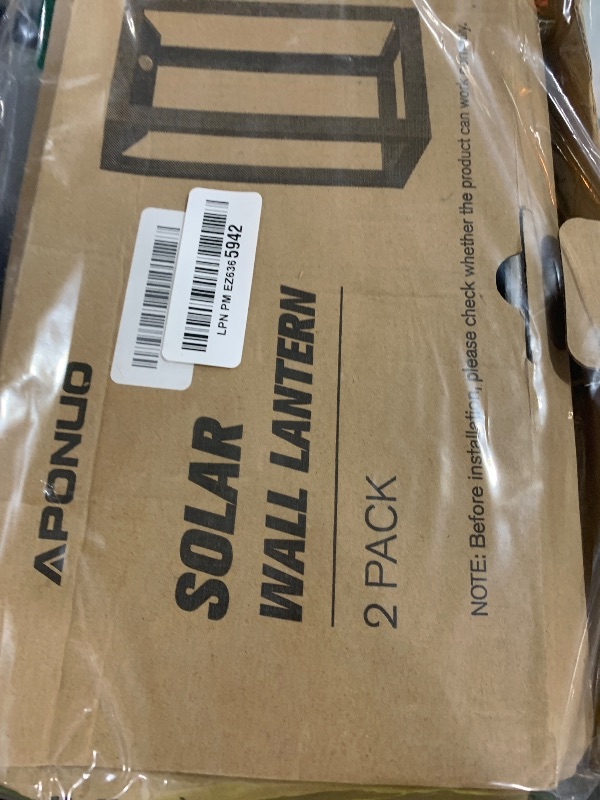 APONUO
LPN PM EZ636 5942
SOLAR
WALL LANTERN
2 PACK
NOTE: Before installation, please check whether the product can work